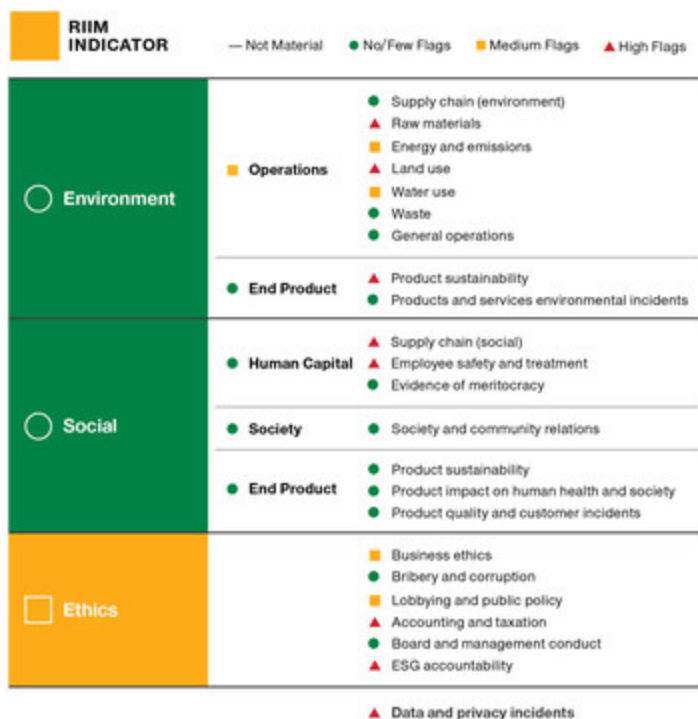 RIIM
INDICATOR
— Not Material No/Few Flags Medium Flags High Flags
Environment
Operations
Supply chain (environment)
Raw materials
Energy and emissions
Land use
Water use
Waste
General operations
End Product
Product sustainability
Products and services environmental incidents
Social
Human Capital
Supply chain (social)
Employee safety and treatment
Evidence of meritocracy
Society
Society and community relations
End Product
Product sustainability
Product impact on human health and society
Product quality and customer incidents
Ethics
Business ethics
Bribery and corruption
Lobbying and public policy
Accounting and taxation
Board and management conduct
ESG accountability
Data and privacy incidents